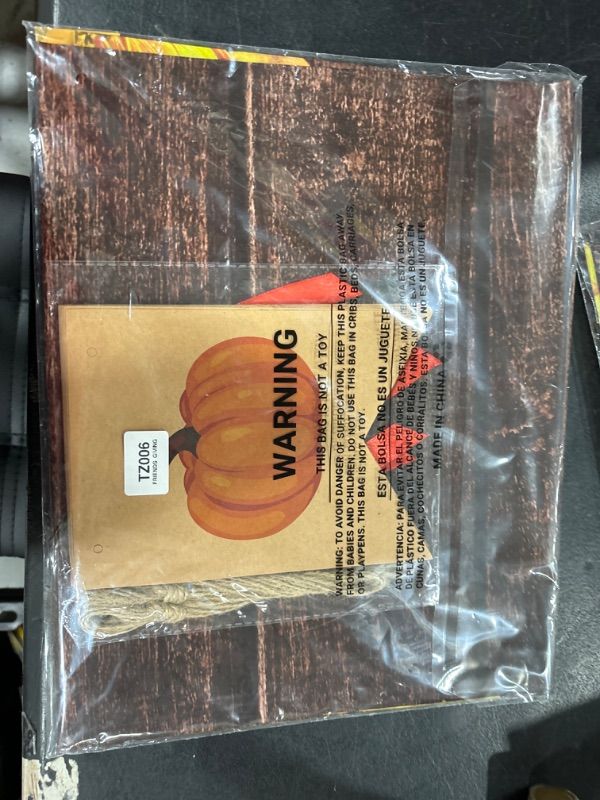 TZ006
FRIENDS GIVING
WARNING
THIS BAG IS NOT A TOY
WARNING: TO AVOID DANGER OF SUFFOCATION, KEEP THIS PLASTIC BAG AWAY
FROM BABIES AND CHILDREN. DO NOT USE THIS BAG IN CRIBS, BEDS, CARRIAGES,
OR PLAYPENS. THIS BAG IS NOT A TOY.
ESTA BOLSA NO ES UN JUGUETE
ADVERTENCIA: PARA EVITAR EL PELIGRO DE ASFIXIA, MANTENGA ESTA BOLSA
DE PLÁSTICO FUERA DEL ALCANCE DE BEBÉS Y NIÑOS. NO USE ESTA BOLSA EN
CUNAS, CAMAS, COCHECITOS O CORRALITOS. ESTA BOLSA NO ES UN JUGUETE.
MADE IN CHINA